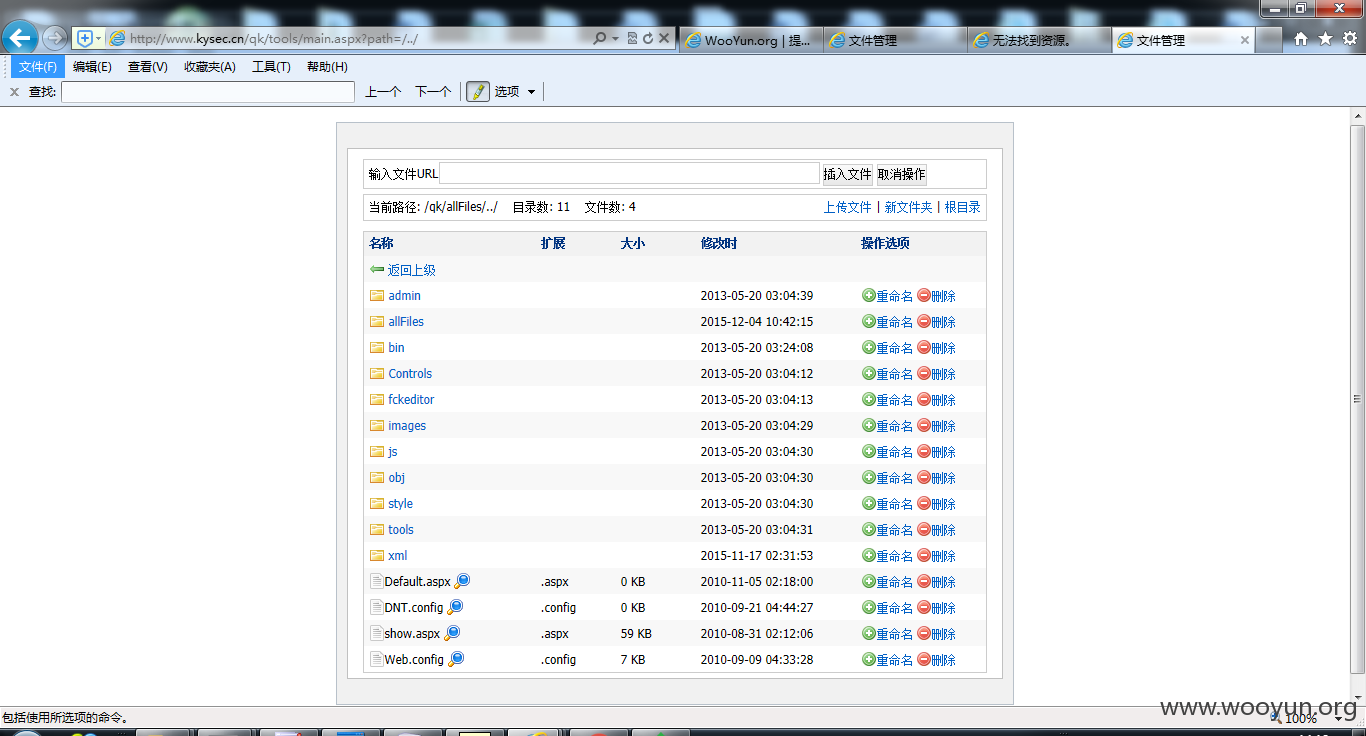 http://www.kysec.cn/qk/tools/main.aspx?path=/../
WooYun.org | 提...
文件管理
无法找到资源。
文件管理
文件(F) 编辑(E) 查看(V) 收藏夹(A) 工具(T) 帮助(H)
查找: 上一个 下一个 选项
输入文件URL 插入文件 取消操作
当前路径: /qk/allFiles/../ 目录数: 11 文件数: 4 上传文件 | 新文件夹 | 根目录
名称 扩展 大小 修改时 操作选项
返回上级
admin 2013-05-20 03:04:39 重命名 删除
allFiles 2015-12-04 10:42:15 重命名 删除
bin 2013-05-20 03:24:08 重命名 删除
Controls 2013-05-20 03:04:12 重命名 删除
fckeditor 2013-05-20 03:04:13 重命名 删除
images 2013-05-20 03:04:29 重命名 删除
js 2013-05-20 03:04:30 重命名 删除
obj 2013-05-20 03:04:30 重命名 删除
style 2013-05-20 03:04:30 重命名 删除
tools 2013-05-20 03:04:31 重命名 删除
xml 2015-11-17 02:31:53 重命名 删除
Default.aspx .aspx 0 KB 2010-11-05 02:18:00 重命名 删除
DNT.config .config 0 KB 2010-09-21 04:44:27 重命名 删除
show.aspx .aspx 59 KB 2010-08-31 02:12:06 重命名 删除
Web.config .config 7 KB 2010-09-09 04:33:28 重命名 删除
www.wooyun.org
包括使用所选项的命令。 100%